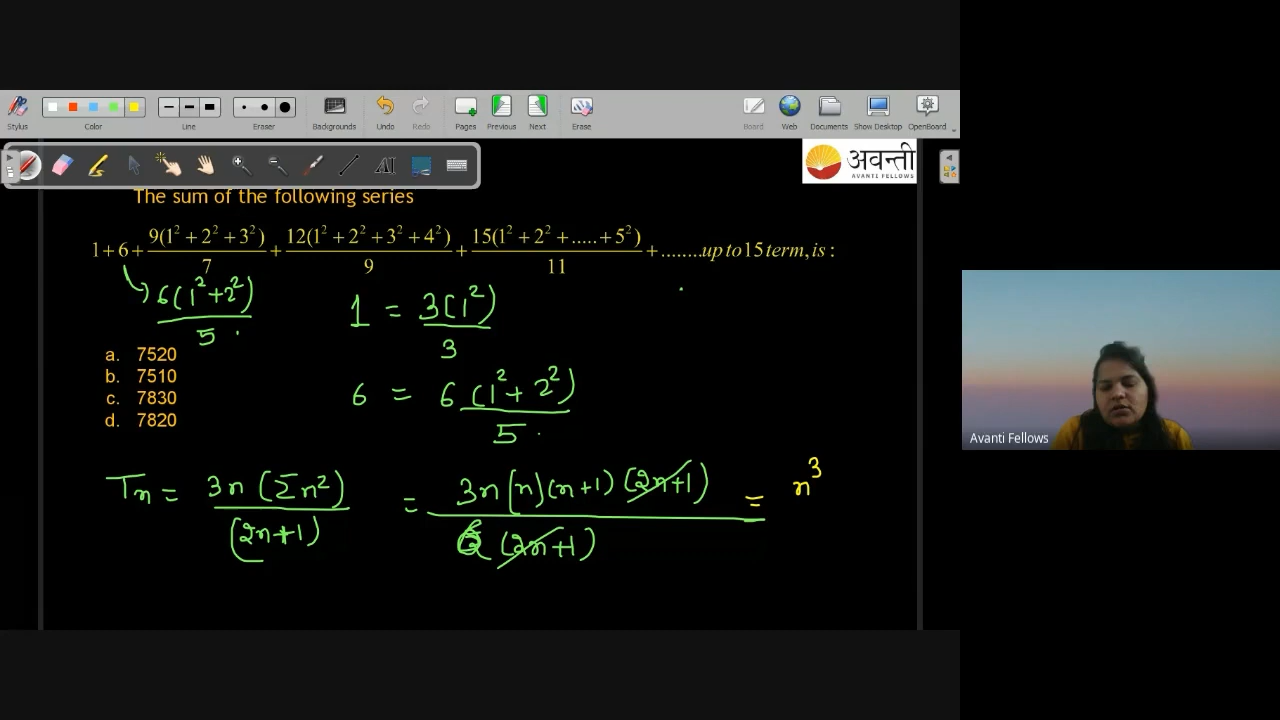 Stylus Color Line Eraser Backgrounds Undo Redo Pages Previous Next Erase Board Web Documents Show Desktop OpenBoard
अवन्ती
AVANTI FELLOWS
The sum of the following series
1 + 6 + 9(1² + 2² + 3²)/7 + 12(1² + 2² + 3² + 4²)/9 + 15(1² + 2² + ..... + 5²)/11 + ........up to 15 term, is :
6(1² + 2²)/5
1 = 3(1²)/3
a. 7520
b. 7510
c. 7830
d. 7820
6 = 6(1² + 2²)/5
Avanti Fellows
Tn = 3n(Σn²)/(2n+1) = 3n(n)(n+1)(2n+1)/6(2n+1) = n³